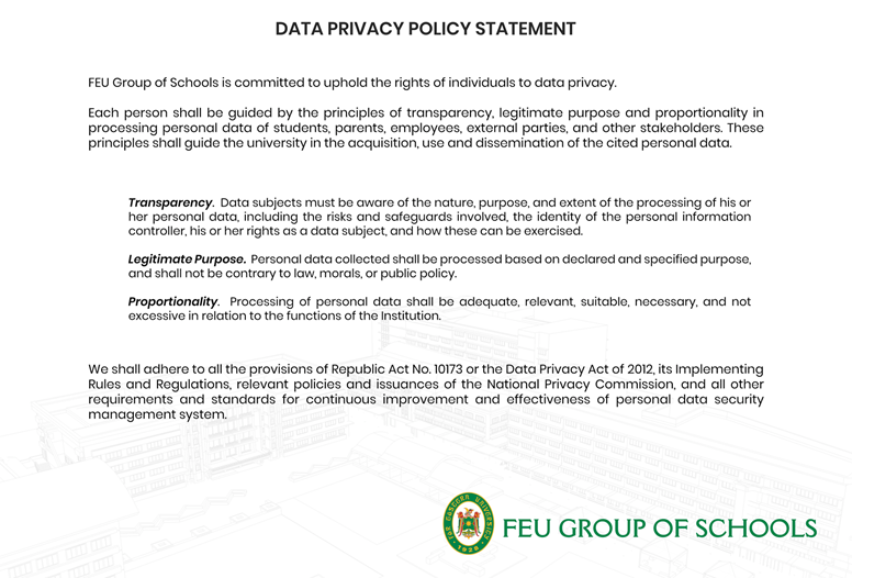 DATA PRIVACY POLICY STATEMENT
FEU Group of Schools is committed to uphold the rights of individuals to data privacy.
Each person shall be guided by the principles of transparency, legitimate purpose and proportionality in
processing personal data of students, parents, employees, external parties, and other stakeholders. These
principles shall guide the university in the acquisition, use and dissemination of the cited personal data.
Transparency. Data subjects must be aware of the nature, purpose, and extent of the processing of his or
her personal data, including the risks and safeguards involved, the identity of the personal information
controller, his or her rights as a data subject, and how these can be exercised.
Legitimate Purpose. Personal data collected shall be processed based on declared and specified purpose,
and shall not be contrary to law, morals, or public policy.
Proportionality. Processing of personal data shall be adequate, relevant, suitable, necessary, and not
excessive in relation to the functions of the Institution.
We shall adhere to all the provisions of Republic Act No. 10173 or the Data Privacy Act of 2012, its Implementing
Rules and Regulations, relevant policies and issuances of the National Privacy Commission, and all other
requirements and standards for continuous improvement and effectiveness of personal data security
management system.
FAR EASTERN UNIVERSITY
1928
FEU GROUP OF SCHOOLS